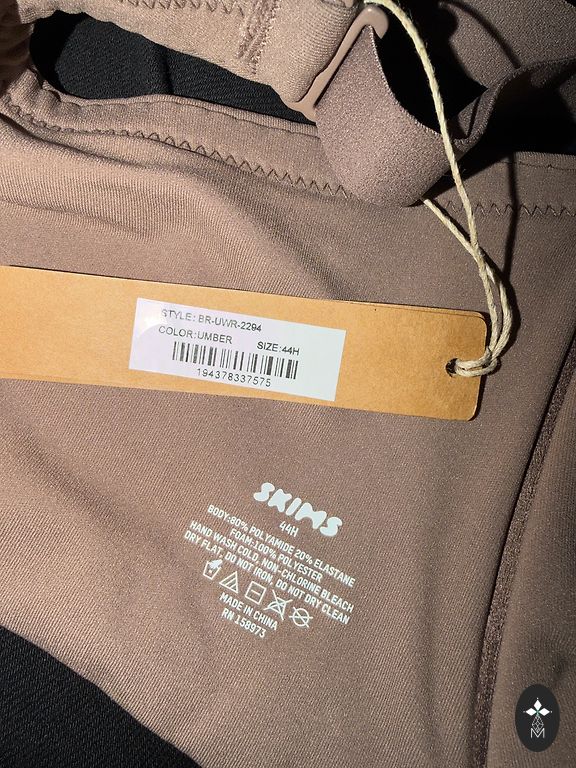 STYLE: BR-UWR-2294
COLOR:UMBER SIZE:44H
194378337575
SKIMS
44H
BODY:80% POLYAMIDE 20% ELASTANE
FOAM:100% POLYESTER
HAND WASH COLD, NON-CHLORINE BLEACH
DRY FLAT, DO NOT IRON, DO NOT DRY CLEAN
MADE IN CHINA
RN 158973
M